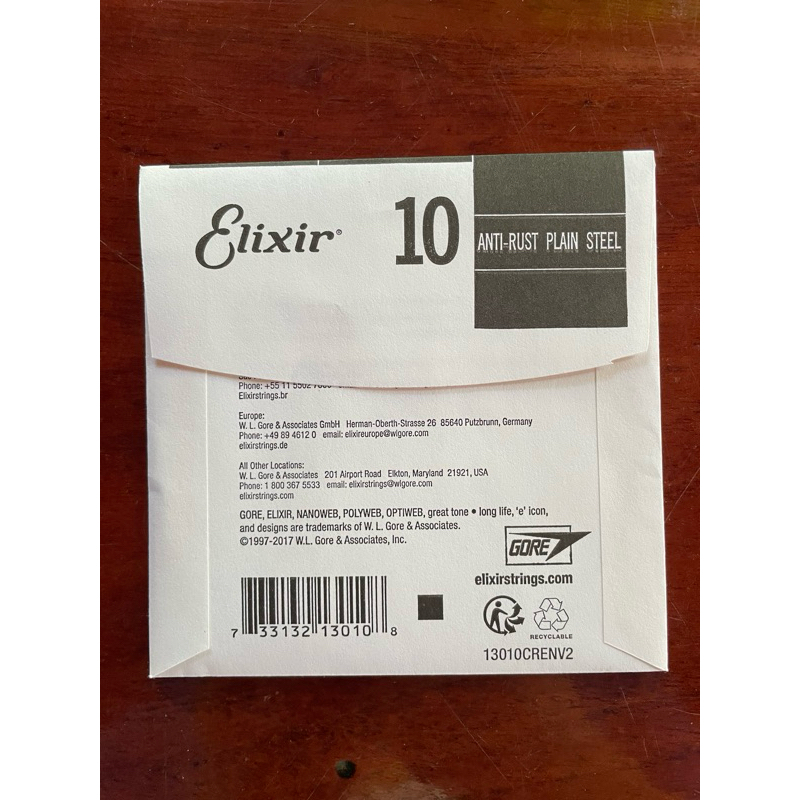 Elixir®
10
ANTI-RUST PLAIN STEEL
Phone: +55 11 5502
Elixirstrings.br
Europe:
W. L. Gore & Associates GmbH Herman-Oberth-Strasse 26 85640 Putzbrunn, Germany
Phone: +49 89 4612 0 email: elixireurope@wlgore.com
elixirstrings.de
All Other Locations:
W. L. Gore & Associates 201 Airport Road Elkton, Maryland 21921, USA
Phone: 1 800 367 5533 email: elixirstrings@wlgore.com
elixirstrings.com
GORE, ELIXIR, NANOWEB, POLYWEB, OPTIWEB, great tone • long life, 'e' icon,
and designs are trademarks of W. L. Gore & Associates.
©1997-2017 W.L. Gore & Associates, Inc.
GORE
elixirstrings.com
7 33132 13010 8
RECYCLABLE
13010CRENV2